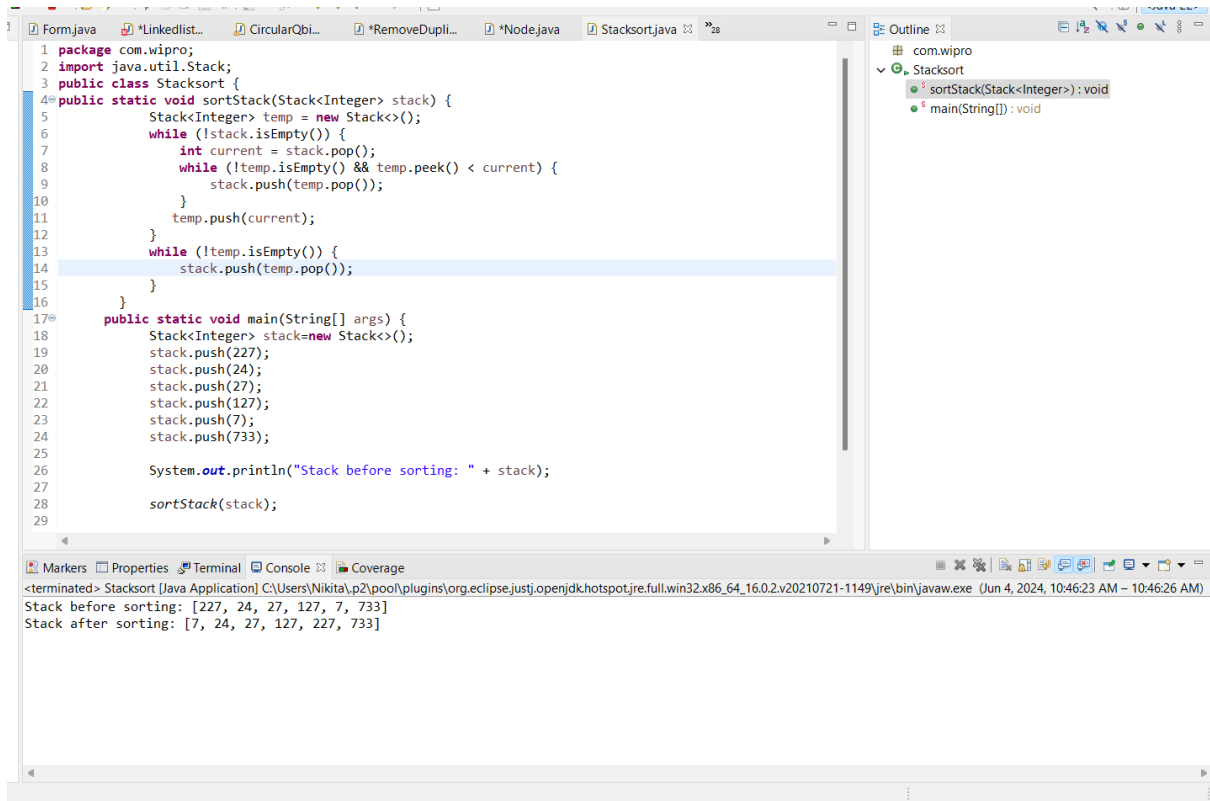 Form.java *Linkedlist... CircularQbi... *RemoveDupli... *Node.java Stacksort.java »28
1 package com.wipro;
2 import java.util.Stack;
3 public class Stacksort {
4 public static void sortStack(Stack<Integer> stack) {
5 Stack<Integer> temp = new Stack<>();
6 while (!stack.isEmpty()) {
7 int current = stack.pop();
8 while (!temp.isEmpty() && temp.peek() < current) {
9 stack.push(temp.pop());
10 }
11 temp.push(current);
12 }
13 while (!temp.isEmpty()) {
14 stack.push(temp.pop());
15 }
16 }
17 public static void main(String[] args) {
18 Stack<Integer> stack=new Stack<>();
19 stack.push(227);
20 stack.push(24);
21 stack.push(27);
22 stack.push(127);
23 stack.push(7);
24 stack.push(733);
25
26 System.out.println("Stack before sorting: " + stack);
27
28 sortStack(stack);
29
Outline
com.wipro
Stacksort
sortStack(Stack<Integer>) : void
main(String[]) : void
Markers Properties Terminal Console Coverage
<terminated> Stacksort [Java Application] C:\Users\Nikita\.p2\pool\plugins\org.eclipse.justj.openjdk.hotspot.jre.full.win32.x86_64_16.0.2.v20210721-1149\jre\bin\javaw.exe (Jun 4, 2024, 10:46:23 AM – 10:46:26 AM)
Stack before sorting: [227, 24, 27, 127, 7, 733]
Stack after sorting: [7, 24, 27, 127, 227, 733]